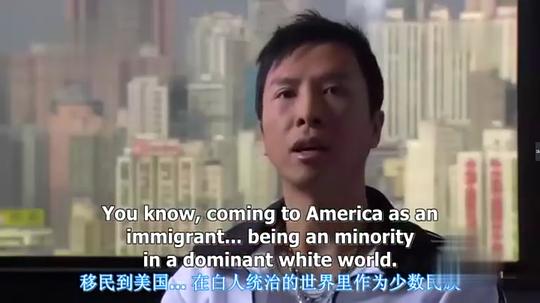 You know, coming to America as an
immigrant... being an minority
in a dominant white world.
移民到美国... 在白人统治的世界里作为少数民族